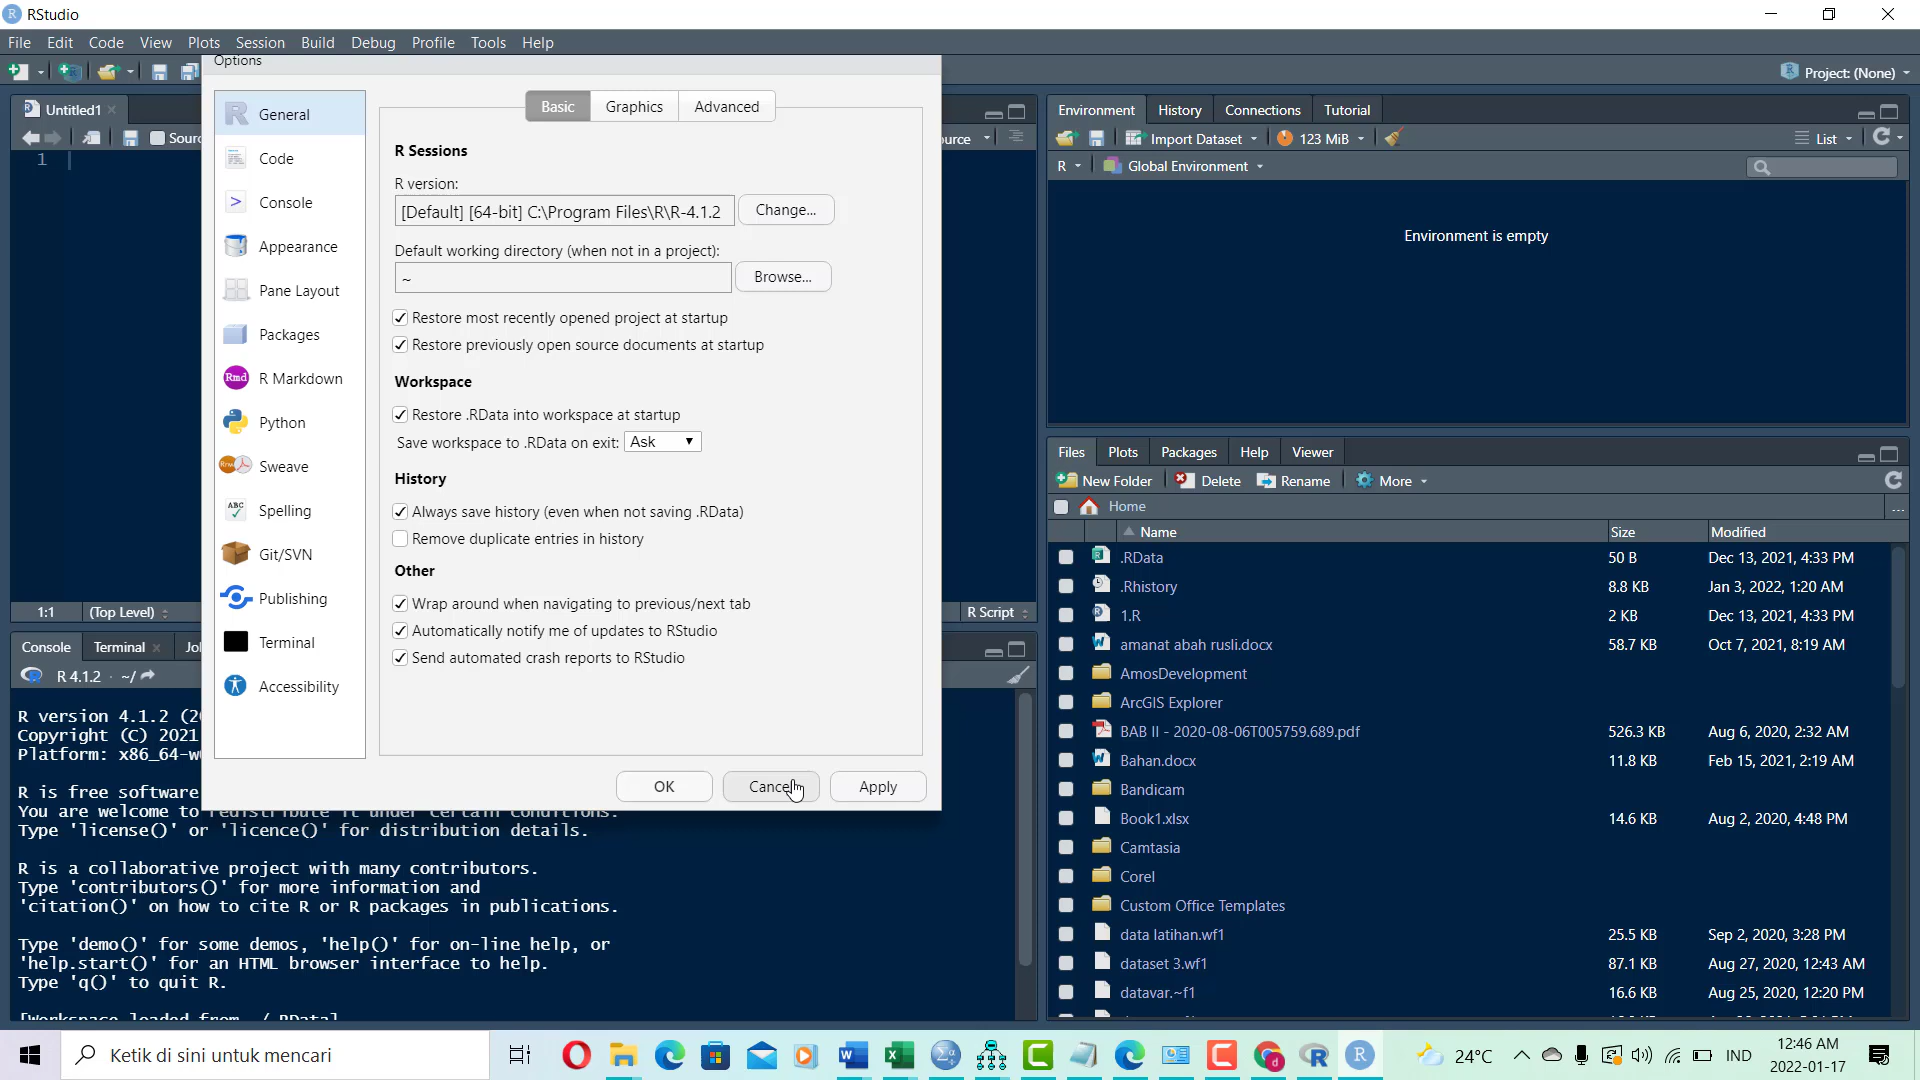 RStudio
File Edit Code View Plots Session Build Debug Profile Tools Help
Project: (None)
Options
General
Code
Console
Appearance
Pane Layout
Packages
R Markdown
Python
Sweave
Spelling
Git/SVN
Publishing
Terminal
Accessibility
Basic Graphics Advanced
R Sessions
R version:
[Default] [64-bit] C:\Program Files\R\R-4.1.2 Change...
Default working directory (when not in a project):
~ Browse...
Restore most recently opened project at startup
Restore previously open source documents at startup
Workspace
Restore .RData into workspace at startup
Save workspace to .RData on exit: Ask
History
Always save history (even when not saving .RData)
Remove duplicate entries in history
Other
Wrap around when navigating to previous/next tab
Automatically notify me of updates to RStudio
Send automated crash reports to RStudio
OK Cancel Apply
Untitled1
Sourc
ource
1
1:1 (Top Level) R Script
Console Terminal Jo
R 4.1.2 · ~/
R version 4.1.2 (2
Copyright (C) 2021
Platform: x86_64-w
R is free software
You are welcome to redistribute it under certain conditions.
Type 'license()' or 'licence()' for distribution details.
R is a collaborative project with many contributors.
Type 'contributors()' for more information and
'citation()' on how to cite R or R packages in publications.
Type 'demo()' for some demos, 'help()' for on-line help, or
'help.start()' for an HTML browser interface to help.
Type 'q()' to quit R.
[Workspace loaded from ~/.RData]
Environment History Connections Tutorial
Import Dataset 123 MiB List
R Global Environment
Environment is empty
Files Plots Packages Help Viewer
New Folder Delete Rename More
Home ...
Name Size Modified
.RData 50 B Dec 13, 2021, 4:33 PM
.Rhistory 8.8 KB Jan 3, 2022, 1:20 AM
1.R 2 KB Dec 13, 2021, 4:33 PM
amanat abah rusli.docx 58.7 KB Oct 7, 2021, 8:19 AM
AmosDevelopment
ArcGIS Explorer
BAB II - 2020-08-06T005759.689.pdf 526.3 KB Aug 6, 2020, 2:32 AM
Bahan.docx 11.8 KB Feb 15, 2021, 2:19 AM
Bandicam
Book1.xlsx 14.6 KB Aug 2, 2020, 4:48 PM
Camtasia
Corel
Custom Office Templates
data latihan.wf1 25.5 KB Sep 2, 2020, 3:28 PM
dataset 3.wf1 87.1 KB Aug 27, 2020, 12:43 AM
datavar.~f1 16.6 KB Aug 25, 2020, 12:20 PM
Ketik di sini untuk mencari
24°C IND 12:46 AM
2022-01-17